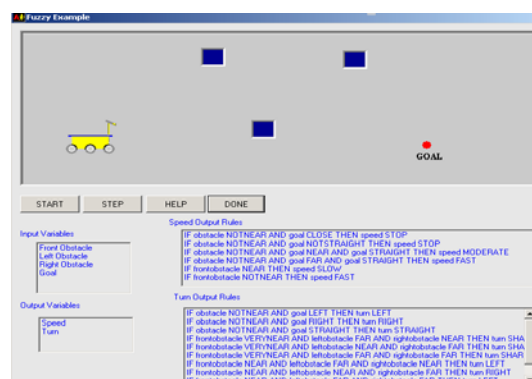 Fuzzy Example
GOAL
START STEP HELP DONE
Speed Output Rules
IF obstacle NOTNEAR AND goal CLOSE THEN speed STOP
IF obstacle NOTNEAR AND goal NOTSTRAIGHT THEN speed STOP
IF obstacle NOTNEAR AND goal NEAR AND goal STRAIGHT THEN speed MODERATE
IF obstacle NOTNEAR AND goal FAR AND goal STRAIGHT THEN speed FAST
IF frontobstacle NEAR THEN speed SLOW
IF frontobstacle NOTNEAR THEN speed FAST
Input Variables
Front Obstacle
Left Obstacle
Right Obstacle
Goal
Output Variables
Speed
Turn
Turn Output Rules
IF obstacle NOTNEAR AND goal LEFT THEN turn LEFT
IF obstacle NOTNEAR AND goal RIGHT THEN turn RIGHT
IF obstacle NOTNEAR AND goal STRAIGHT THEN turn STRAIGHT
IF frontobstacle VERYNEAR AND leftobstacle FAR AND rightobstacle NEAR THEN turn SHA
IF frontobstacle VERYNEAR AND leftobstacle NEAR AND rightobstacle FAR THEN turn SHA
IF frontobstacle VERYNEAR AND leftobstacle FAR AND rightobstacle FAR THEN turn SHAR
IF frontobstacle NEAR AND leftobstacle FAR AND rightobstacle NEAR THEN turn LEFT
IF frontobstacle NEAR AND leftobstacle NEAR AND rightobstacle FAR THEN turn RIGHT